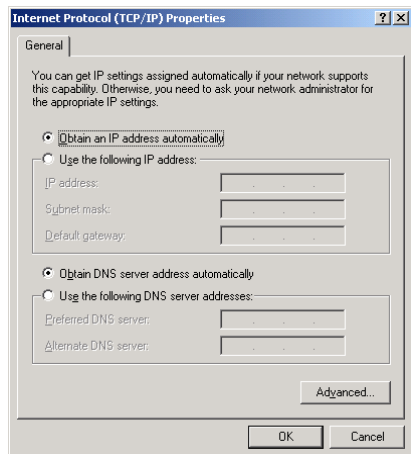 Internet Protocol (TCP/IP) Properties
General
You can get IP settings assigned automatically if your network supports
this capability. Otherwise, you need to ask your network administrator for
the appropriate IP settings.
Obtain an IP address automatically
Use the following IP address:
IP address:
Subnet mask:
Default gateway:
Obtain DNS server address automatically
Use the following DNS server addresses:
Preferred DNS server:
Alternate DNS server:
Advanced...
OK
Cancel